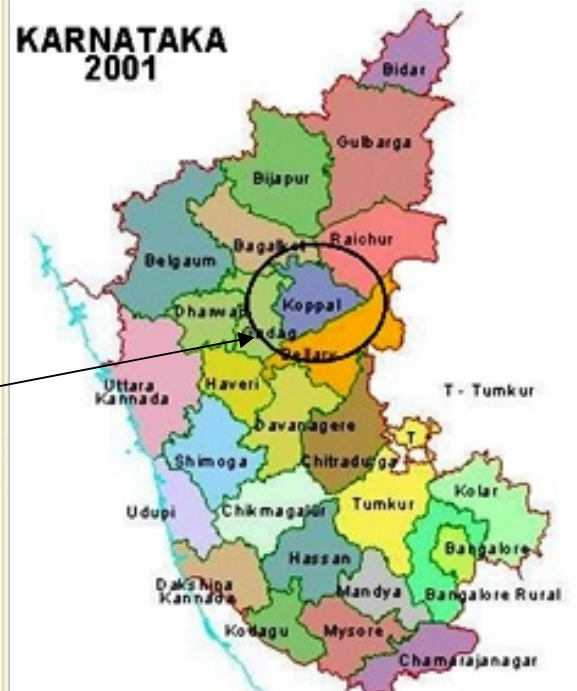 KARNATAKA
2001
Bidar
Gulbarga
Bijapur
Bagalkot
Raichur
Belgaum
Koppal
Dharwar
Gadag
Bellary
Uttara
Kannada
Haveri
T - Tumkur
Davanagere
T
Shimoga
Chitradurga
Kolar
Udupi
Chikmagalur
Tumkur
Bangalore
Hassan
Dakshina
Kannada
Mandya
Bangalore Rural
Kodagu
Mysore
Chamarajanagar